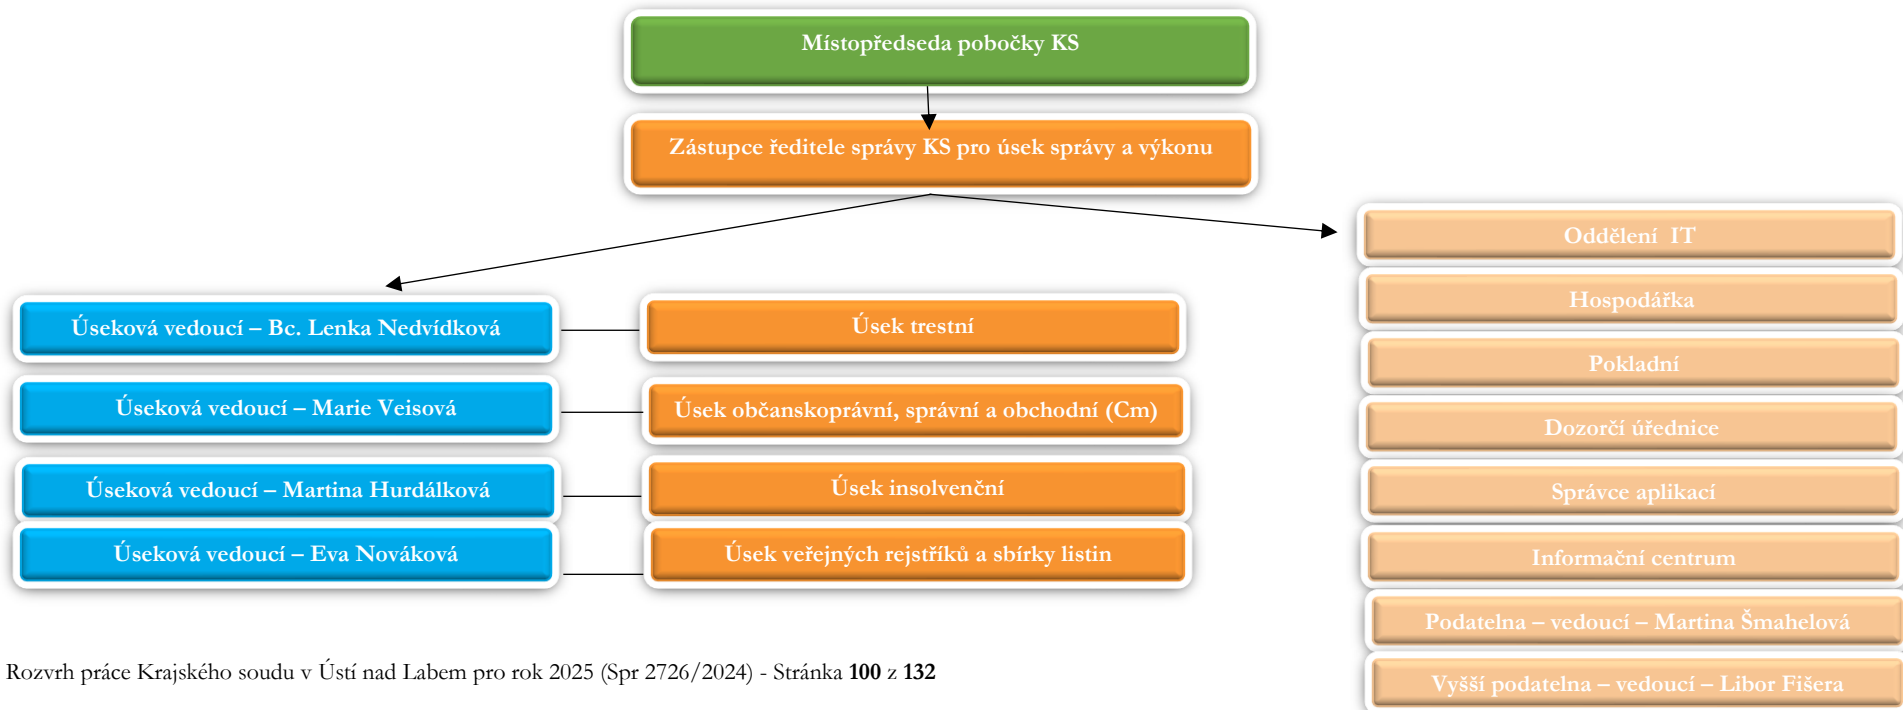 Místopředseda pobočky KS
Zástupce ředitele správy KS pro úsek správy a výkonu
Úseková vedoucí – Bc. Lenka Nedvídková
Úsek trestní
Úseková vedoucí – Marie Veisová
Úsek občanskoprávní, správní a obchodní (Cm)
Úseková vedoucí – Martina Hurdálková
Úsek insolvenční
Úseková vedoucí – Eva Nováková
Úsek veřejných rejstříků a sbírky listin
Oddělení IT
Hospodářka
Pokladní
Dozorčí úřednice
Správce aplikací
Informační centrum
Podatelna – vedoucí – Martina Šmahelová
Vyšší podatelna – vedoucí – Libor Fišera
Rozvrh práce Krajského soudu v Ústí nad Labem pro rok 2025 (Spr 2726/2024) - Stránka 100 z 132